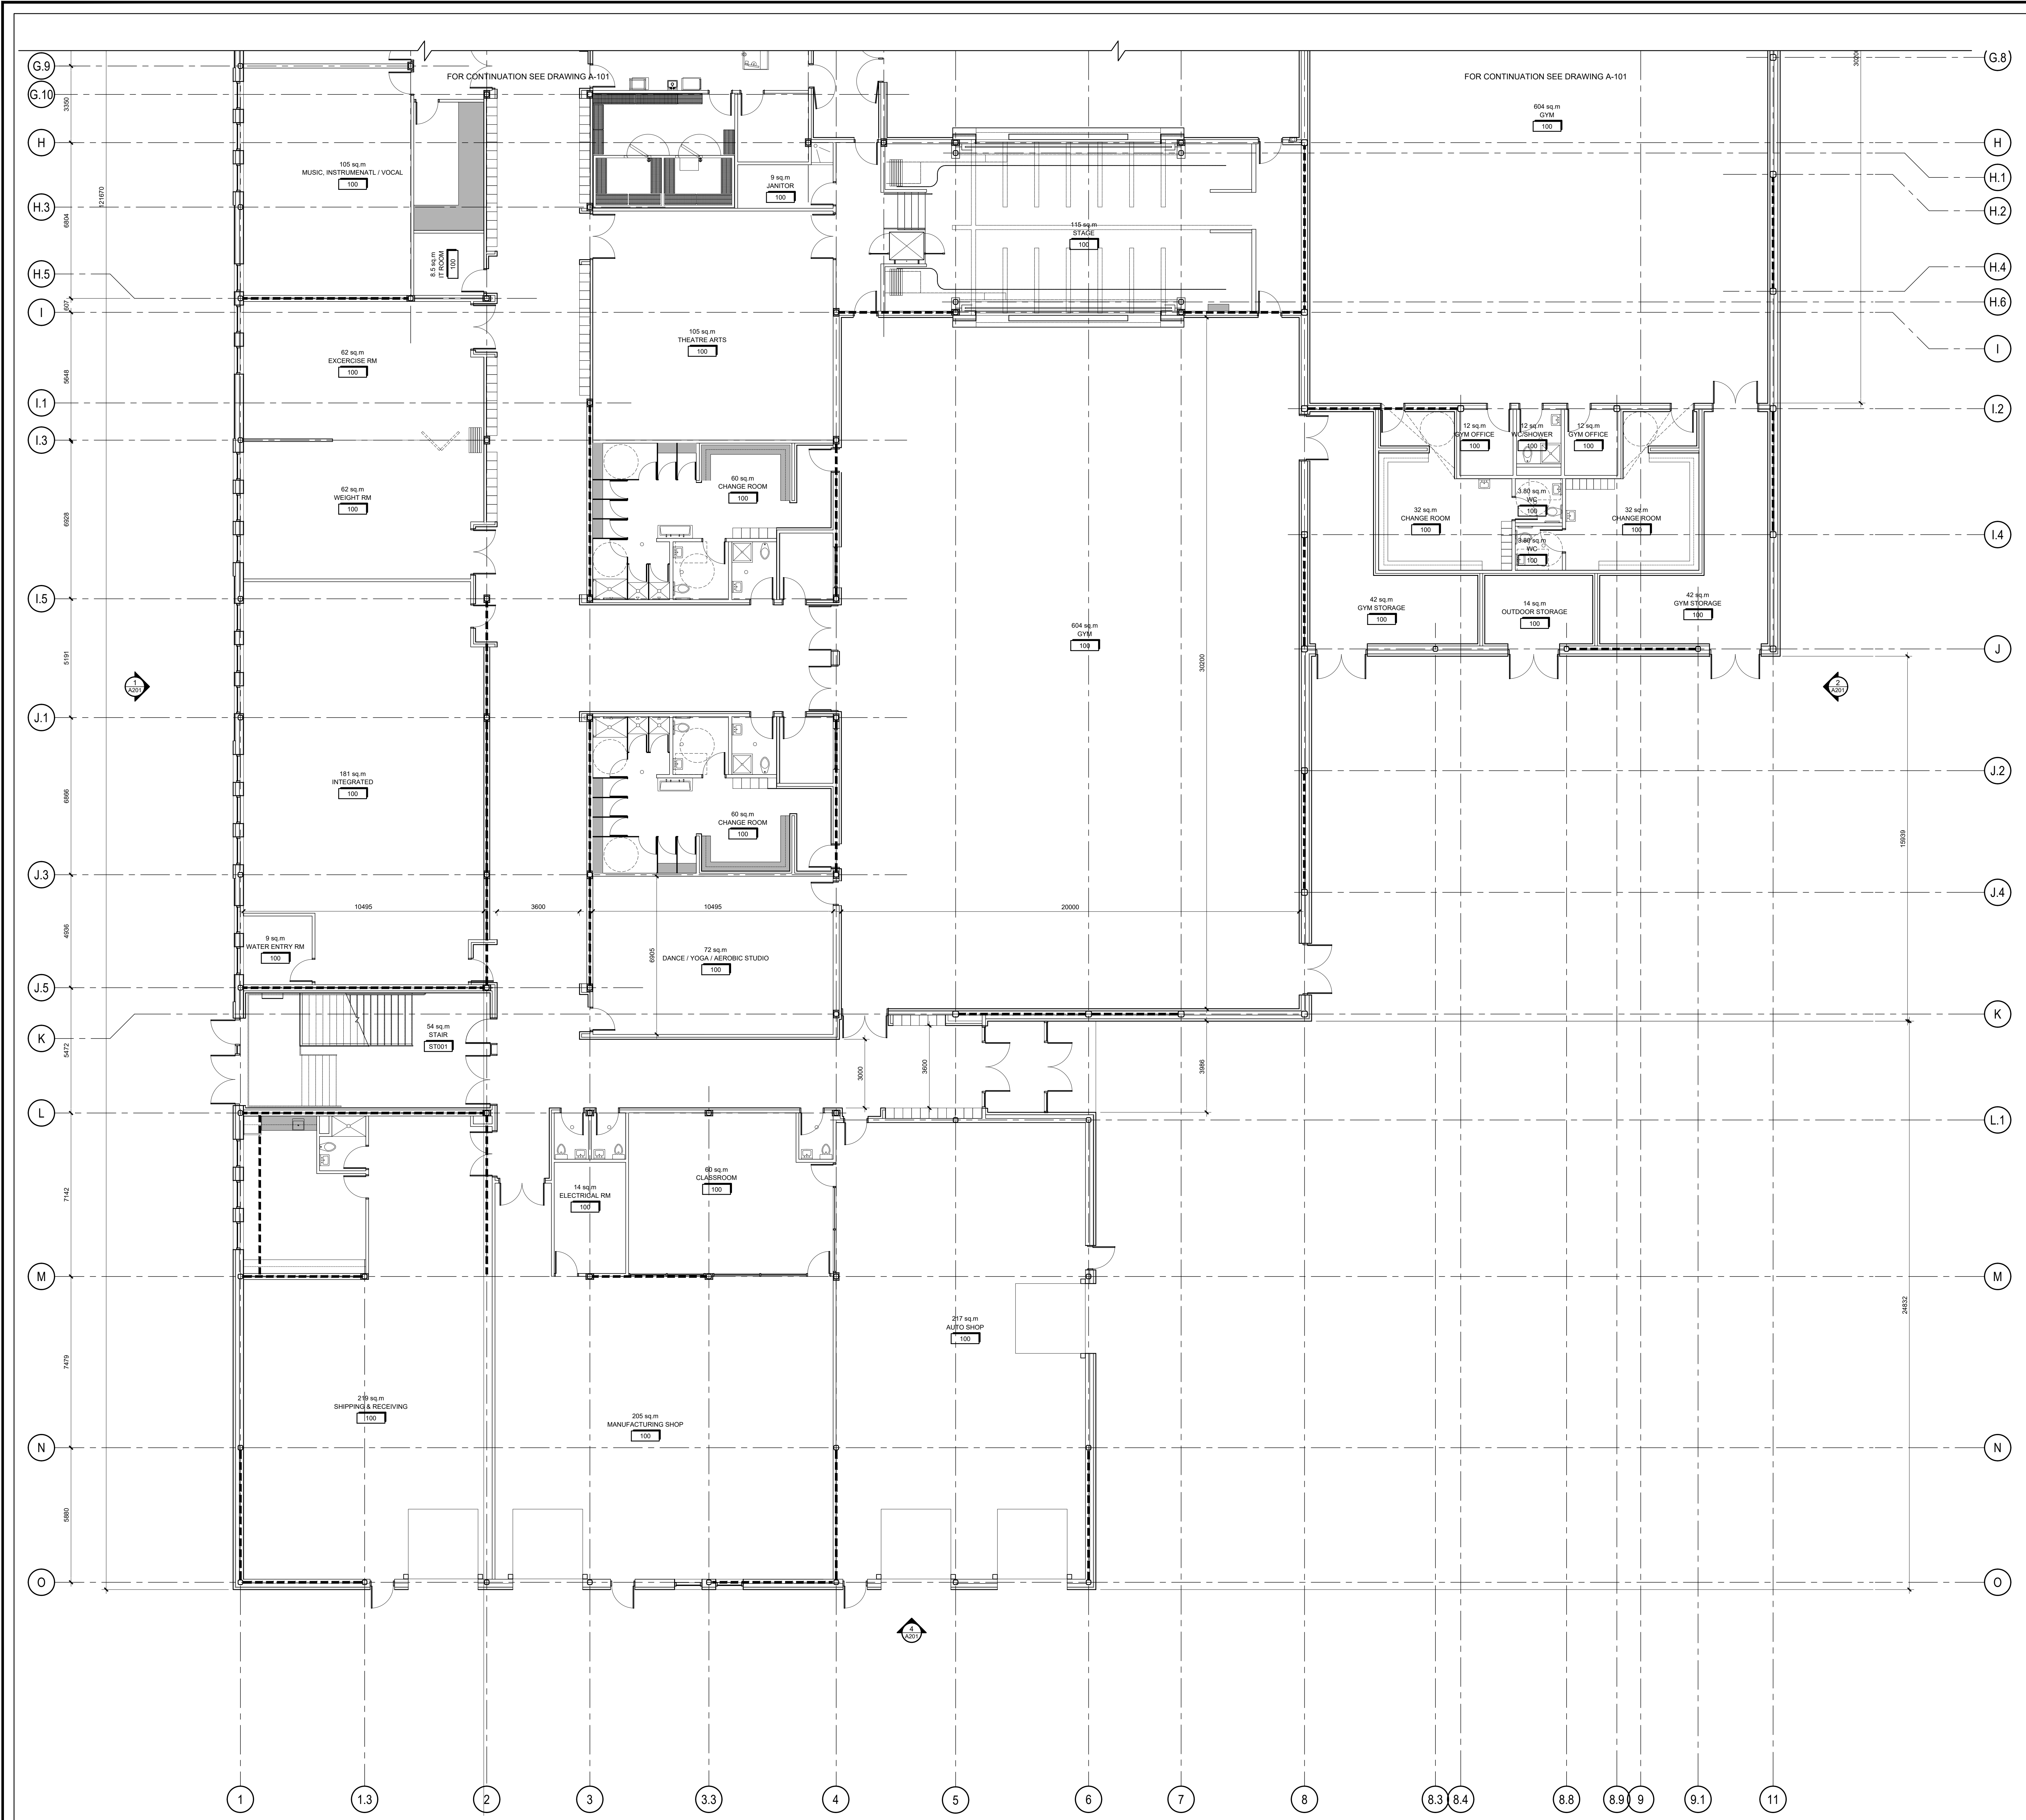 G.9
G.8
FOR CONTINUATION SEE DRAWING A-101
FOR CONTINUATION SEE DRAWING A-101
G.10
3350
604 sq.m
GYM
100
H
H
H.1
H.2
H.3
H.4
H.5
H.6
121670
6804
105 sq.m
MUSIC, INSTRUMENATL / VOCAL
100
9 sq.m
JANITOR
100
115 sq.m
STAGE
100
8.5 sq.m
IT ROOM
100
607
I
I
105 sq.m
THEATRE ARTS
100
62 sq.m
EXCERCISE RM
100
5648
I.1
I.2
I.3
12 sq.m
GYM OFFICE
100
12 sq.m
WC/SHOWER
100
12 sq.m
GYM OFFICE
100
60 sq.m
CHANGE ROOM
100
62 sq.m
WEIGHT RM
100
6928
3.80 sq.m
WC
100
32 sq.m
CHANGE ROOM
100
32 sq.m
CHANGE ROOM
100
3.80 sq.m
WC
100
I.4
I.5
42 sq.m
GYM STORAGE
100
14 sq.m
OUTDOOR STORAGE
100
42 sq.m
GYM STORAGE
100
604 sq.m
GYM
100
30200
5191
J
1
A201
2
A201
J.1
J.2
181 sq.m
INTEGRATED
100
6866
60 sq.m
CHANGE ROOM
100
15939
J.3
J.4
10495
3600
10495
20000
4936
9 sq.m
WATER ENTRY RM
100
6905
72 sq.m
DANCE / YOGA / AEROBIC STUDIO
100
J.5
K
K
54 sq.m
STAIR
ST001
5472
3000
3600
3986
L
L.1
7142
14 sq.m
ELECTRICAL RM
100
60 sq.m
CLASSROOM
100
M
M
217 sq.m
AUTO SHOP
100
24832
7479
219 sq.m
SHIPPING & RECEIVING
100
205 sq.m
MANUFACTURING SHOP
100
N
N
5880
O
O
4
A201
1
1.3
2
3
3.3
4
5
6
7
8
8.3
8.4
8.8
8.9
9
9.1
11